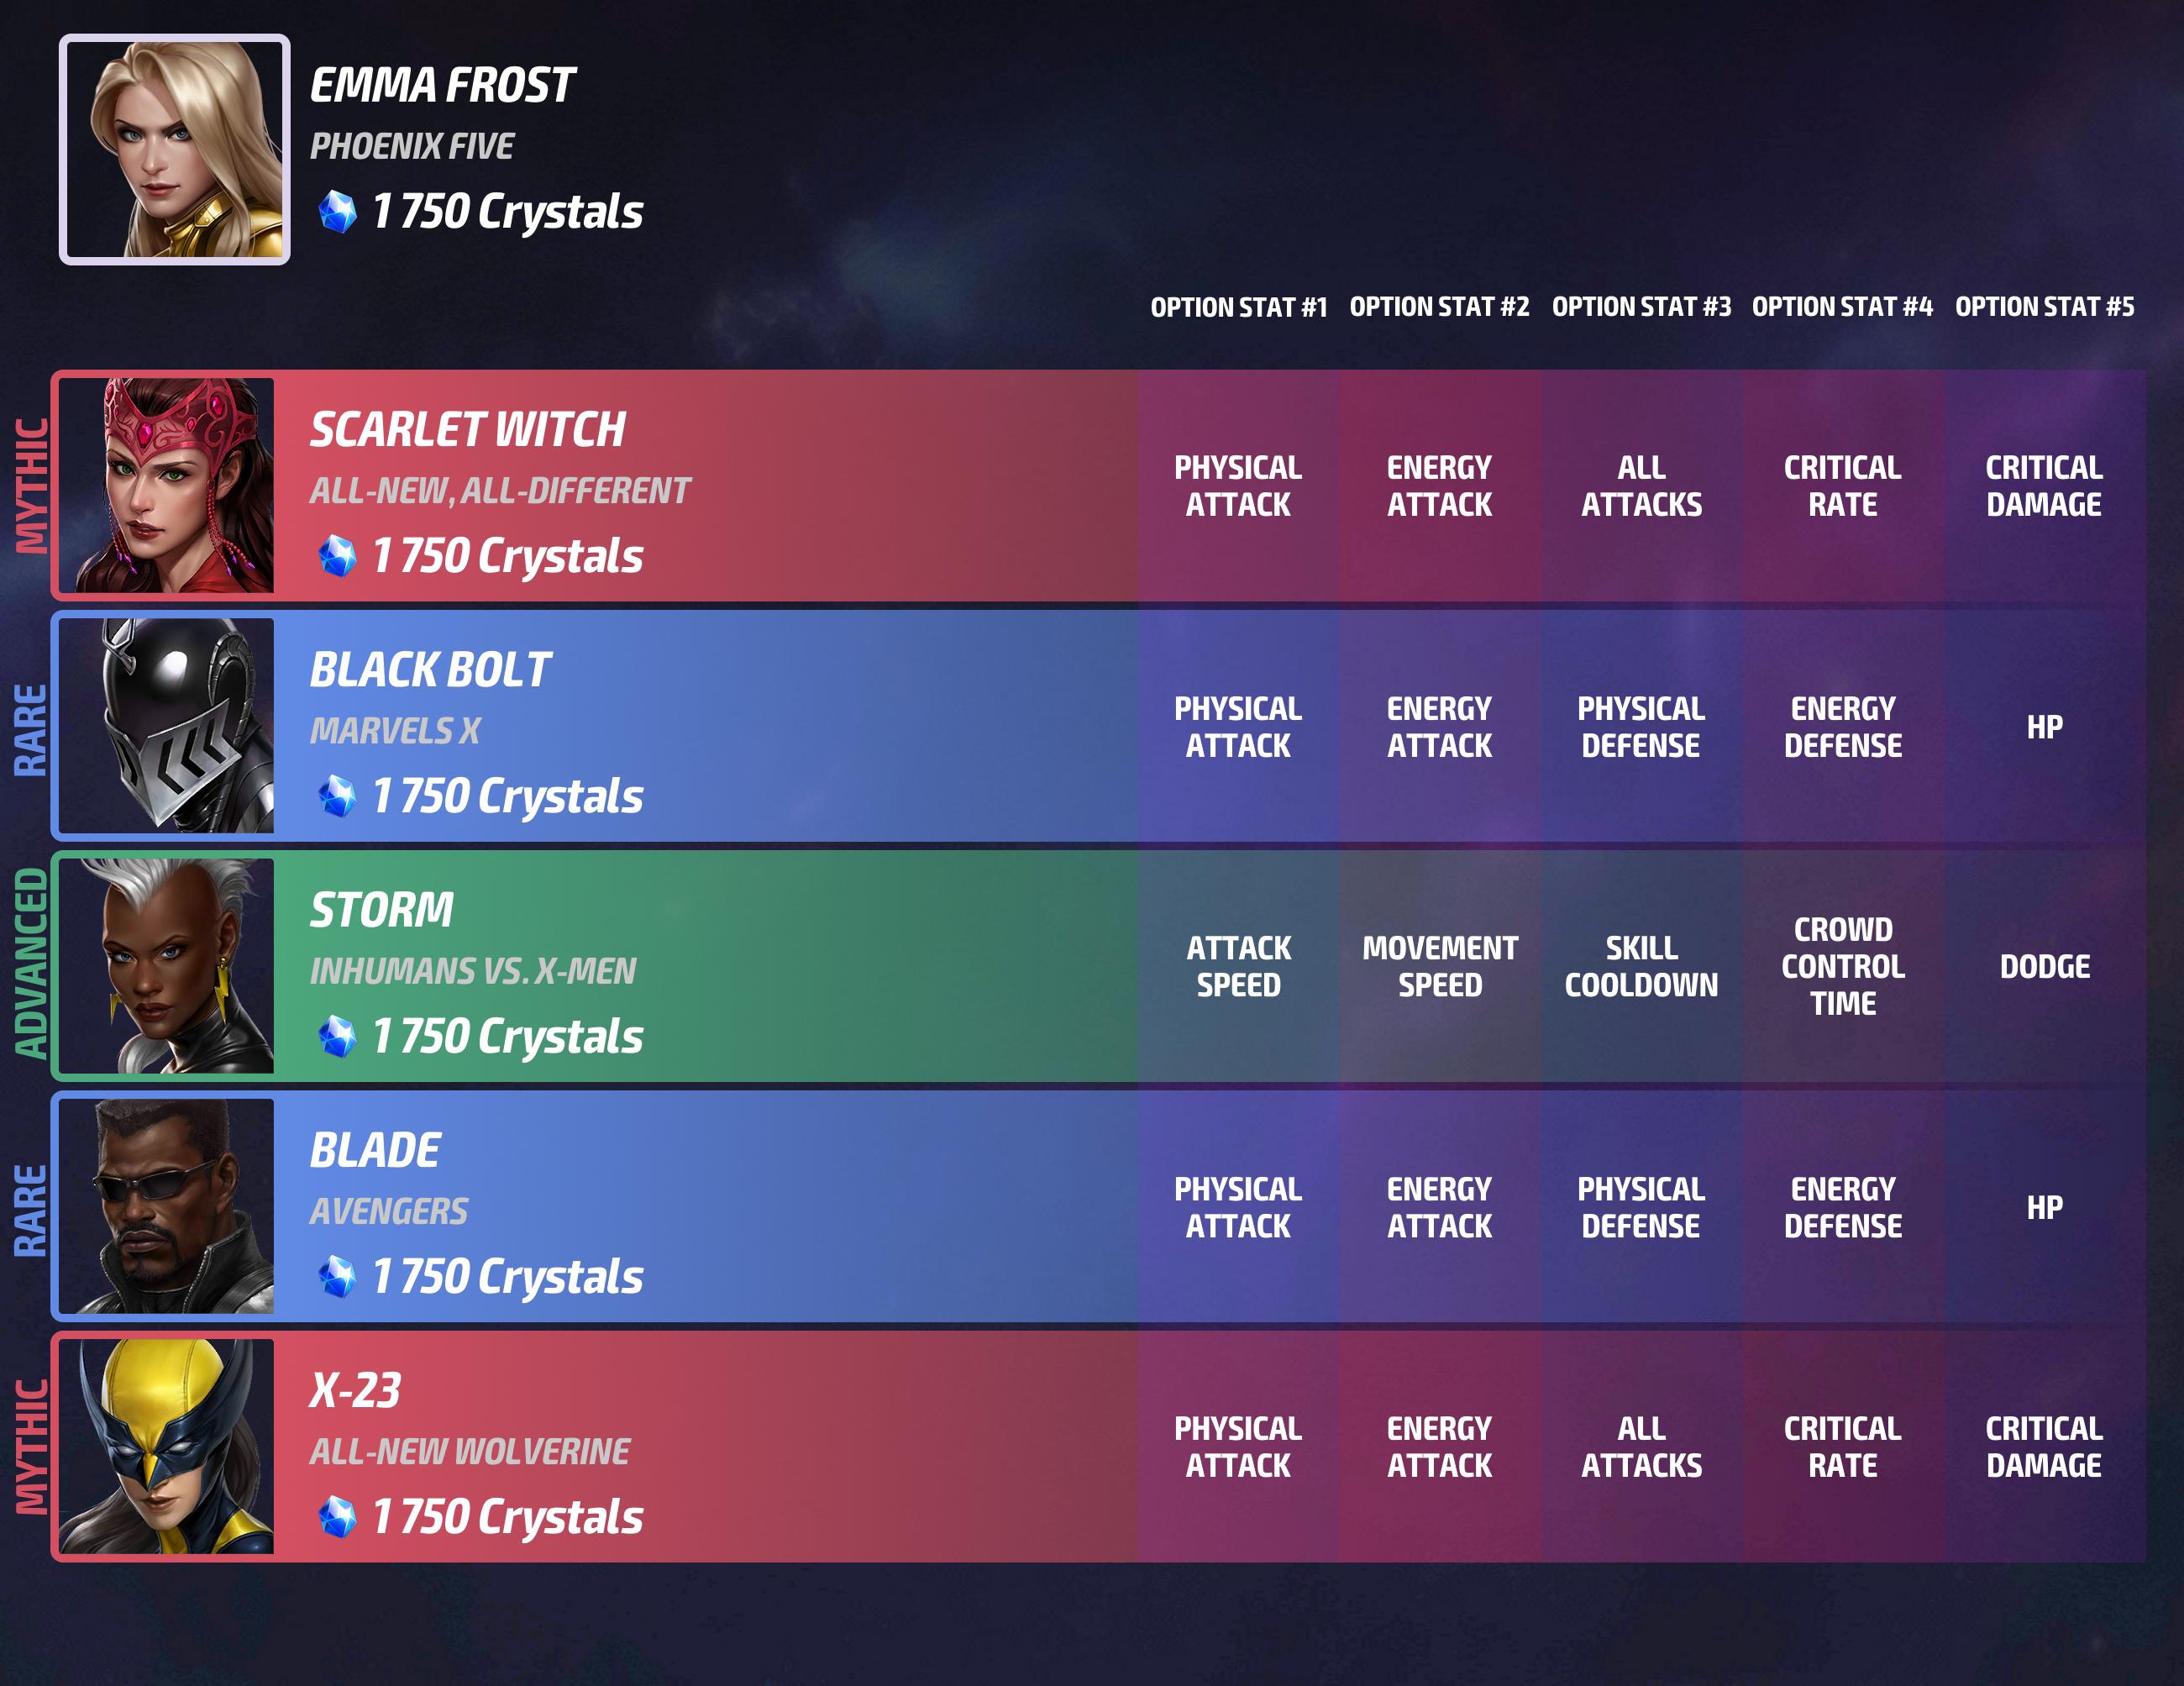 EMMA FROST
PHOENIX FIVE
1 750 Crystals
OPTION STAT #1 OPTION STAT #2 OPTION STAT #3 OPTION STAT #4 OPTION STAT #5
MYTHIC
SCARLET WITCH
ALL-NEW, ALL-DIFFERENT
1 750 Crystals
PHYSICAL
ATTACK
ENERGY
ATTACK
ALL
ATTACKS
CRITICAL
RATE
CRITICAL
DAMAGE
RARE
BLACK BOLT
MARVELS X
1 750 Crystals
PHYSICAL
ATTACK
ENERGY
ATTACK
PHYSICAL
DEFENSE
ENERGY
DEFENSE
HP
ADVANCED
STORM
INHUMANS VS. X-MEN
1 750 Crystals
ATTACK
SPEED
MOVEMENT
SPEED
SKILL
COOLDOWN
CROWD
CONTROL
TIME
DODGE
RARE
BLADE
AVENGERS
1 750 Crystals
PHYSICAL
ATTACK
ENERGY
ATTACK
PHYSICAL
DEFENSE
ENERGY
DEFENSE
HP
MYTHIC
X-23
ALL-NEW WOLVERINE
1 750 Crystals
PHYSICAL
ATTACK
ENERGY
ATTACK
ALL
ATTACKS
CRITICAL
RATE
CRITICAL
DAMAGE